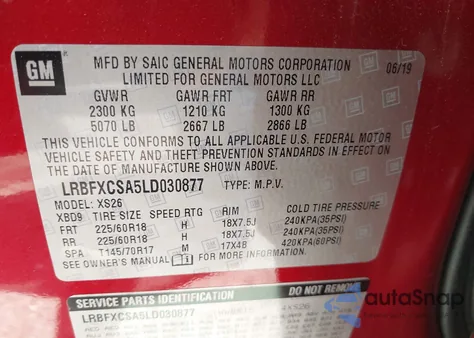 GM
MFD BY SAIC GENERAL MOTORS CORPORATION 06/19
LIMITED FOR GENERAL MOTORS LLC
GVWR GAWR FRT GAWR RR
2300 KG 1210 KG 1300 KG
5070 LB 2667 LB 2866 LB
THIS VEHICLE CONFORMS TO ALL APPLICABLE U.S. FEDERAL MOTOR
VEHICLE SAFETY AND THEFT PREVENTION STANDARDS IN EFFECT ON
THE DATE OF MANUFACTURE SHOWN ABOVE.
LRBFXCSA5LD030877 TYPE: M.P.V.
MODEL: XS26
XBD9 TIRE SIZE SPEED RTG RIM COLD TIRE PRESSURE
FRT 225/60R18 H 18X7.5J 240KPA(35PSI)
RR 225/60R18 H 18X7.5J 240KPA(35PSI)
SPA T145/70R17 M 17X4B 420KPA(60PSI)
SEE OWNER'S MANUAL FOR MORE INFORMATION
SERVICE PARTS IDENTIFICATION DO NOT REMOVE
LRBFXCSA5LD030877
autoSnap